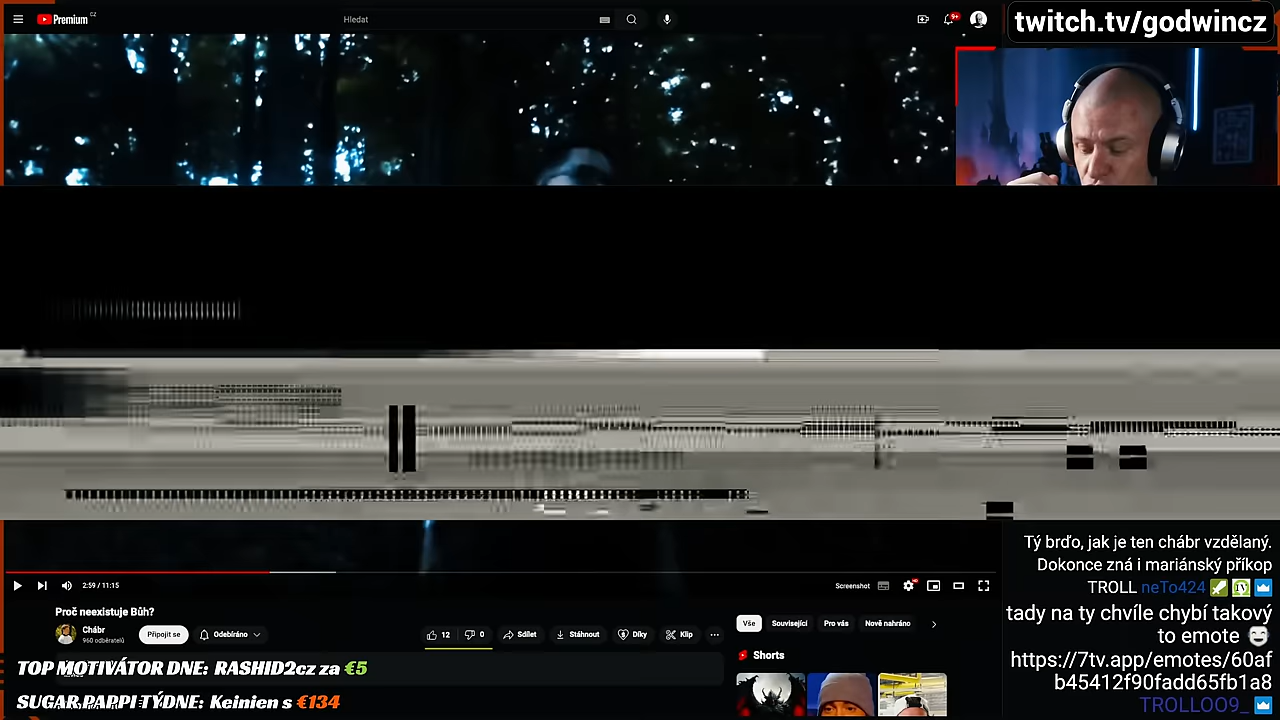 Premium CZ
Hledat
9+
twitch.tv/godwincz
2:59 / 11:15
Screenshot
Proč neexistuje Bůh?
Chábr
960 odběratelů
Připojit se
Odebíráno
12
0
Sdílet
Stáhnout
Díky
Klip
Vše
Související
Pro vás
Nově nahráno
Shorts
TOP MOTIVÁTOR DNE: RASHID2cz za €5
SUGAR PAPPI TÝDNE: Keinien s €134
Tý brďo, jak je ten chábr vzdělaný.
Dokonce zná i mariánský příkop
TROLL neTo424
tady na ty chvíle chybí takový
to emote
https://7tv.app/emotes/60af
b45412f90fadd65fb1a8
TROLLOO9_